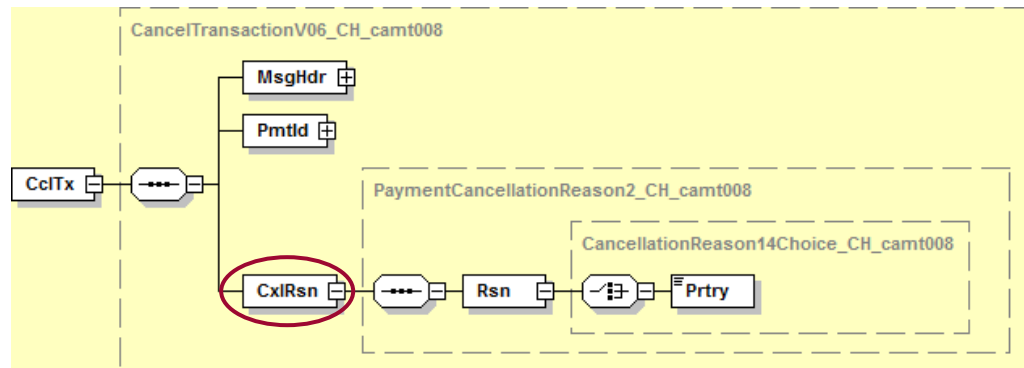 CancelTransactionV06_CH_camt008
MsgHdr
PmtId
CclTx
PaymentCancellationReason2_CH_camt008
CancellationReason14Choice_CH_camt008
CxlRsn
Rsn
Prtry